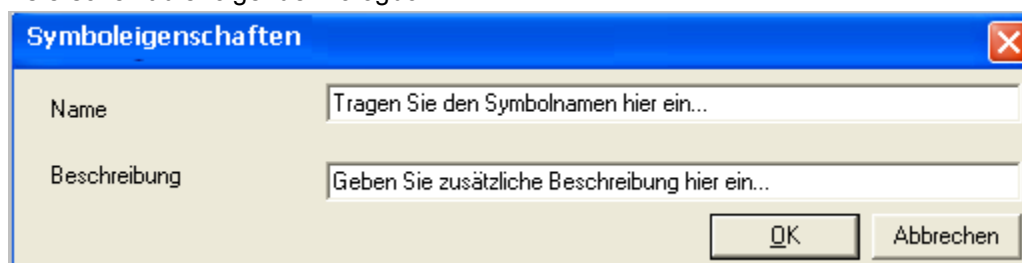 Symboleigenschaften
Name
Tragen Sie den Symbolnamen hier ein...
Beschreibung
Geben Sie zusätzliche Beschreibung hier ein...
OK Abbrechen